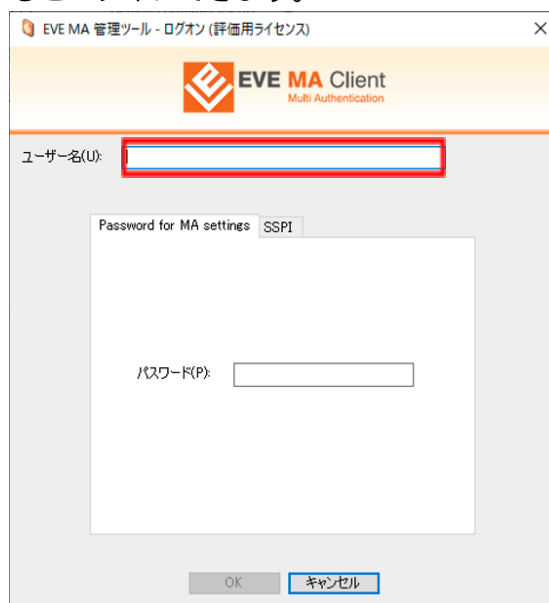 EVE MA 管理ツール - ログオン (評価用ライセンス)
EVE MA Client
Multi Authentication
ユーザー名(U):
Password for MA settings SSPI
パスワード(P):
OK キャンセル